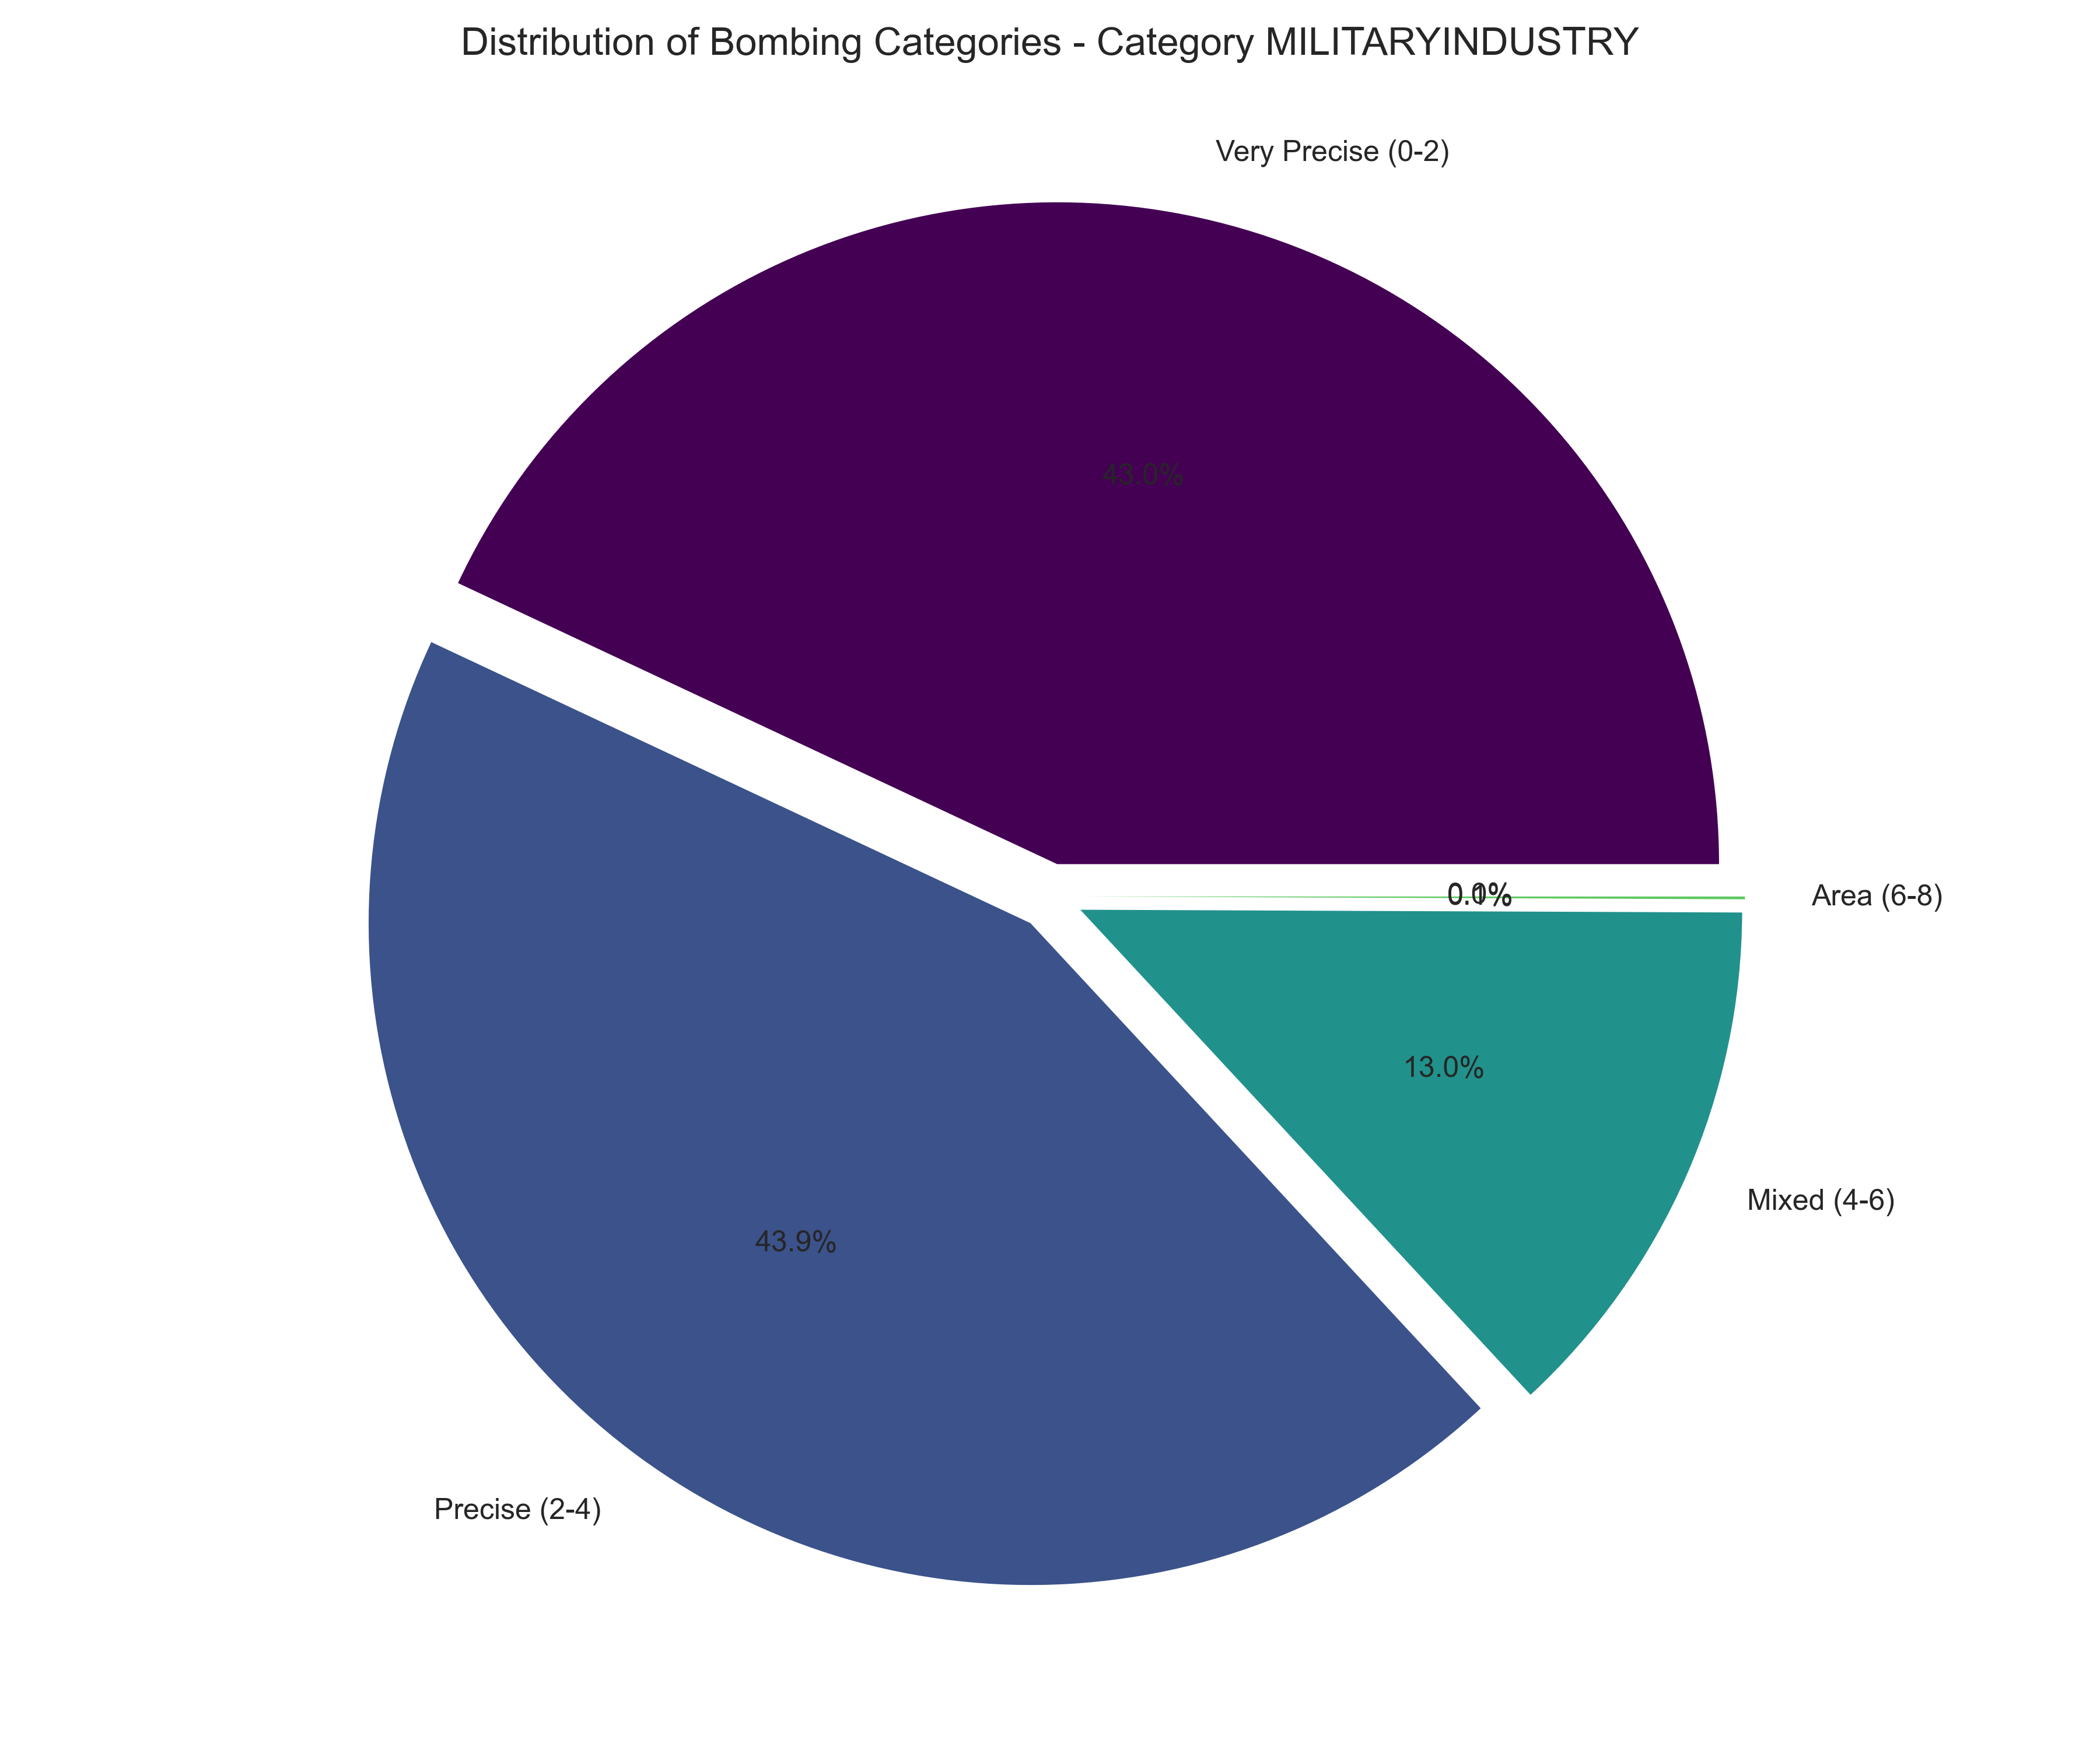 Distribution of Bombing Categories - Category MILITARYINDUSTRY
Very Precise (0-2)
43.0%
Area (6-8)
13.0%
Mixed (4-6)
43.9%
Precise (2-4)